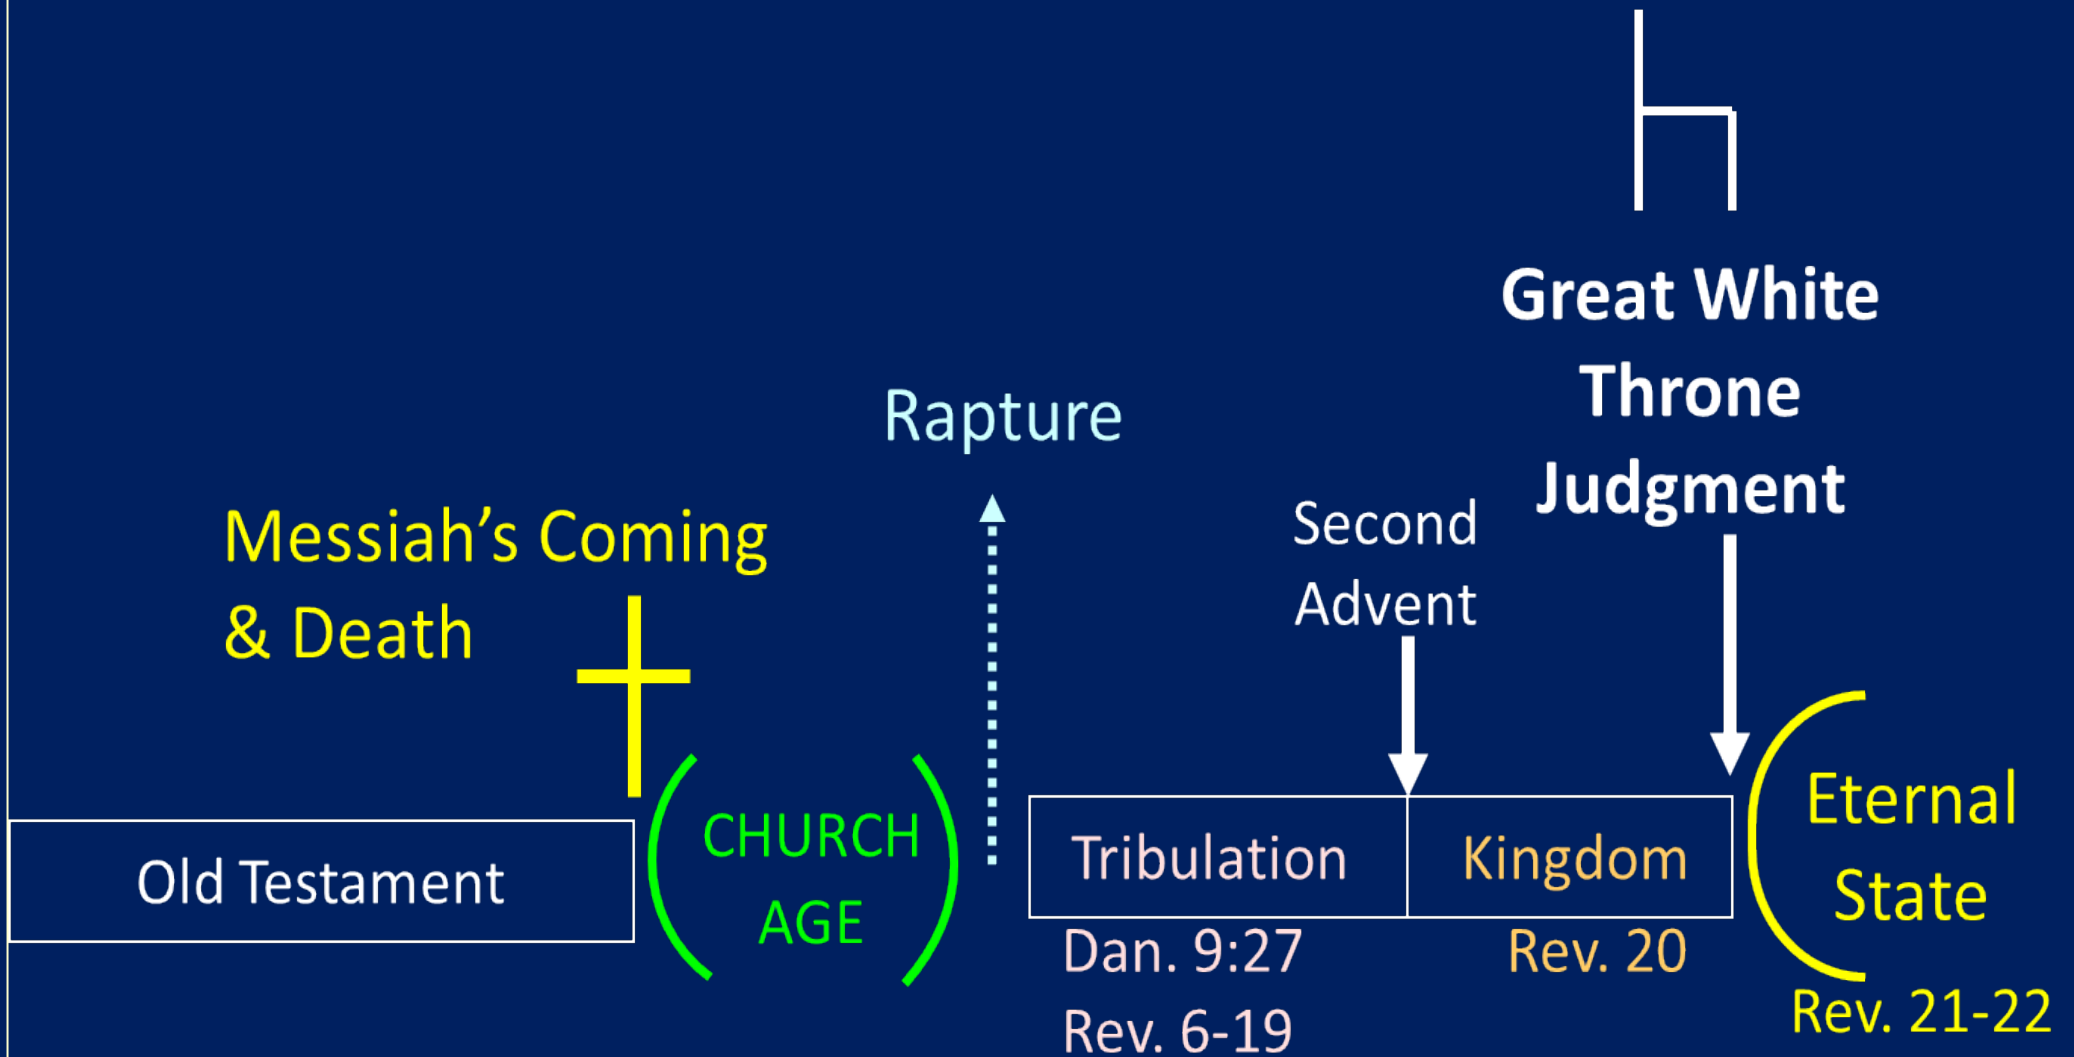 Great White
Throne
Judgment
Rapture
Messiah’s Coming
& Death
Second
Advent
Old Testament
CHURCH
AGE
Tribulation
Kingdom
Eternal
State
Dan. 9:27
Rev. 6-19
Rev. 20
Rev. 21-22